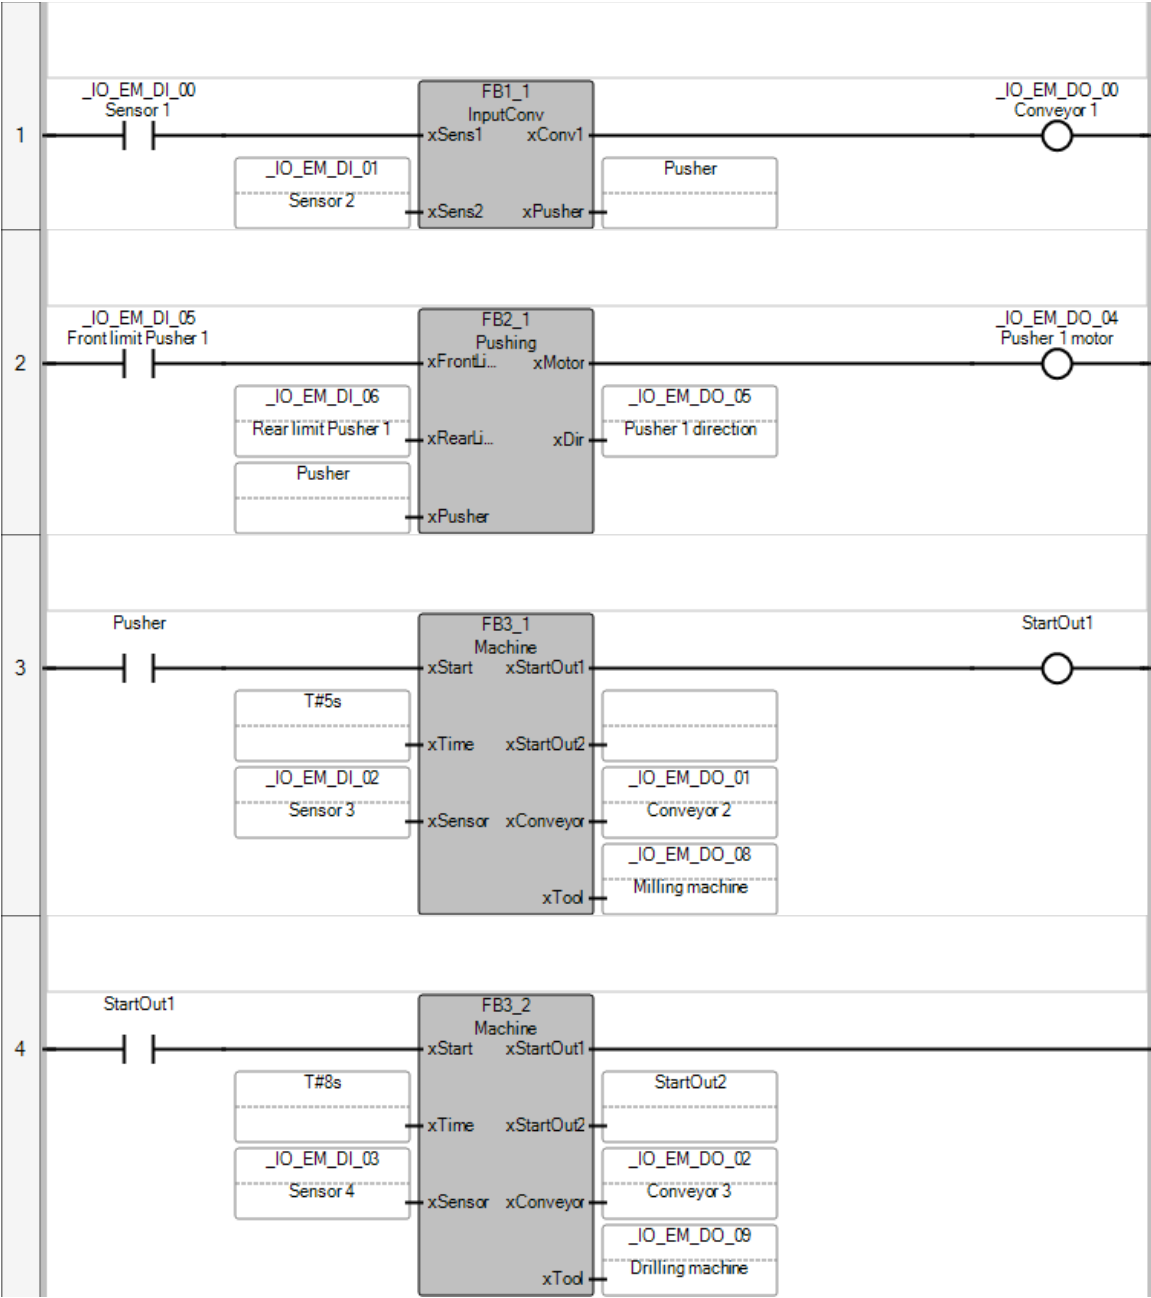 _IO_EM_DI_00
Sensor 1
FB1_1
InputConv
_IO_EM_DO_00
Conveyor 1
1
xSens1 xConv1
_IO_EM_DI_01
Sensor 2
Pusher
xSens2 xPusher
_IO_EM_DI_05
Front limit Pusher 1
FB2_1
Pushing
_IO_EM_DO_04
Pusher 1 motor
2
xFrontLi... xMotor
_IO_EM_DI_06
Rear limit Pusher 1
_IO_EM_DO_05
Pusher 1 direction
xRearLi... xDir
Pusher
xPusher
Pusher
FB3_1
Machine
StartOut1
3
xStart xStartOut1
T#5s
xTime xStartOut2
_IO_EM_DI_02
Sensor 3
_IO_EM_DO_01
Conveyor 2
xSensor xConveyor
_IO_EM_DO_08
Milling machine
xTool
StartOut1
FB3_2
Machine
4
xStart xStartOut1
T#8s
StartOut2
xTime xStartOut2
_IO_EM_DI_03
Sensor 4
_IO_EM_DO_02
Conveyor 3
xSensor xConveyor
_IO_EM_DO_09
Drilling machine
xTool